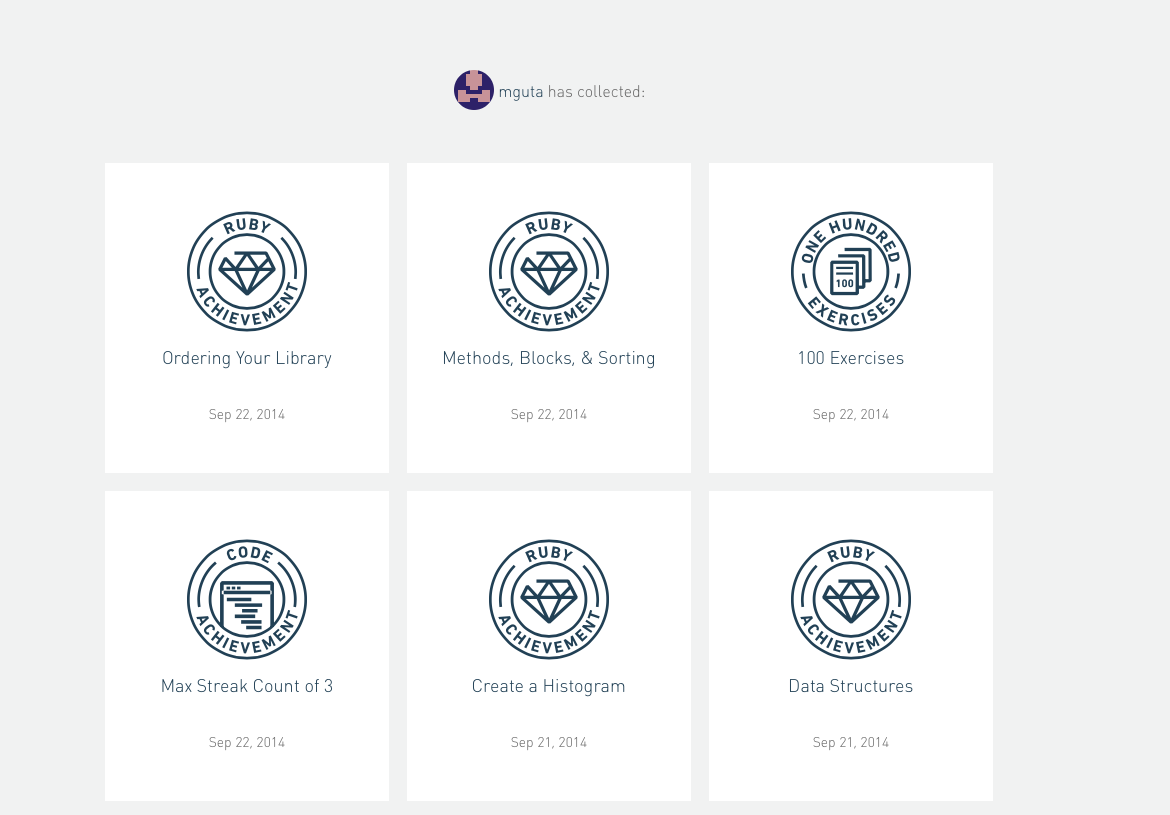 mguta has collected:
RUBY
ACHIEVEMENT
Ordering Your Library
Sep 22, 2014
RUBY
ACHIEVEMENT
Methods, Blocks, & Sorting
Sep 22, 2014
ONE HUNDRED
100
EXERCISES
100 Exercises
Sep 22, 2014
CODE
ACHIEVEMENT
Max Streak Count of 3
Sep 22, 2014
RUBY
ACHIEVEMENT
Create a Histogram
Sep 21, 2014
RUBY
ACHIEVEMENT
Data Structures
Sep 21, 2014